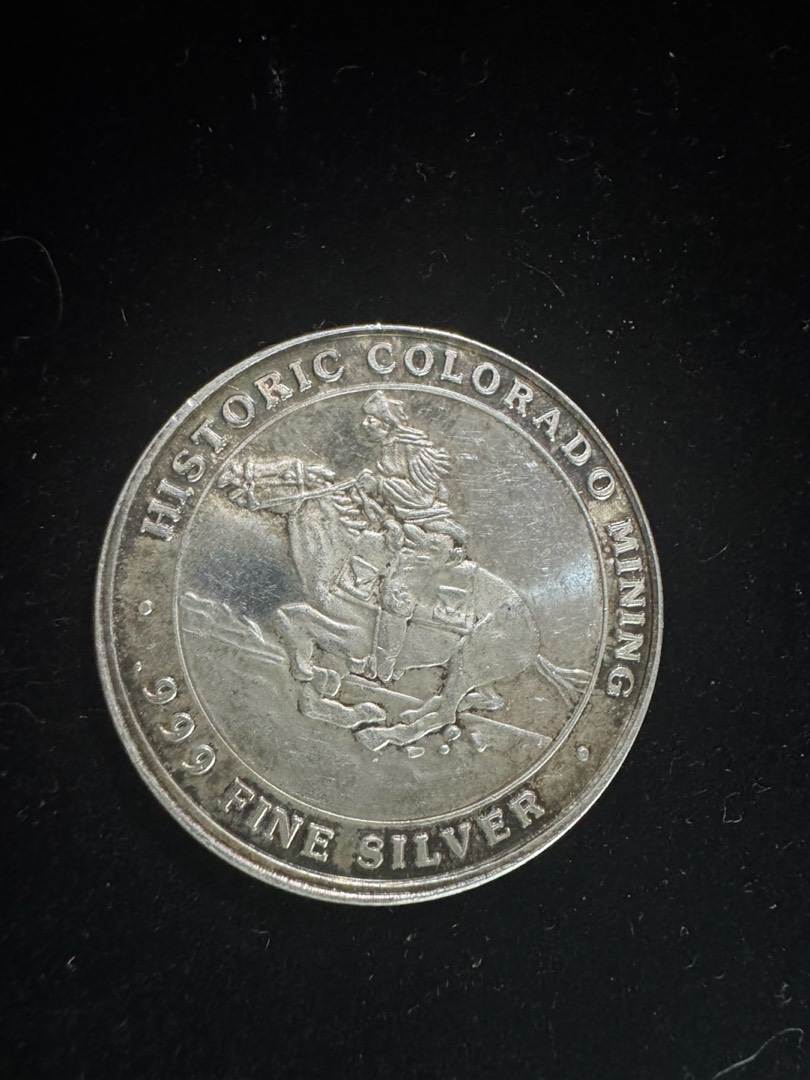 HISTORIC COLORADO MINING
.999 FINE SILVER